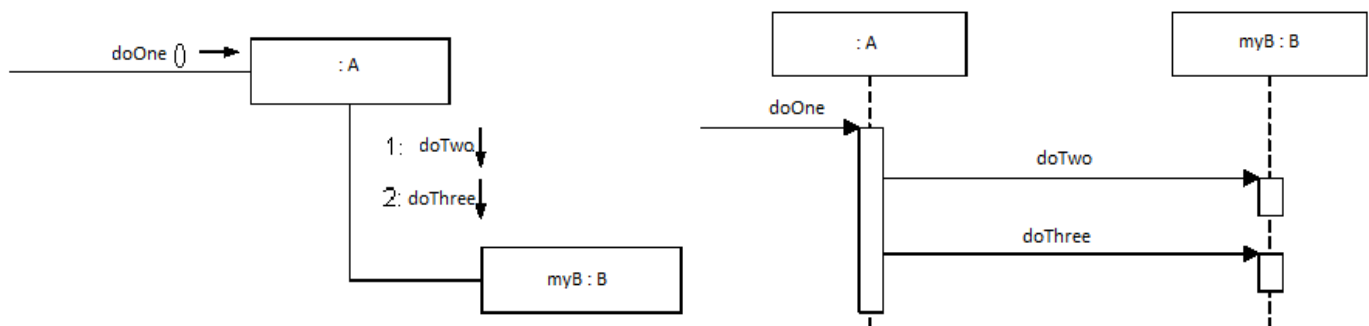 doOne ()
: A
1: doTwo
2: doThree
myB : B
: A
myB : B
doOne
doTwo
doThree